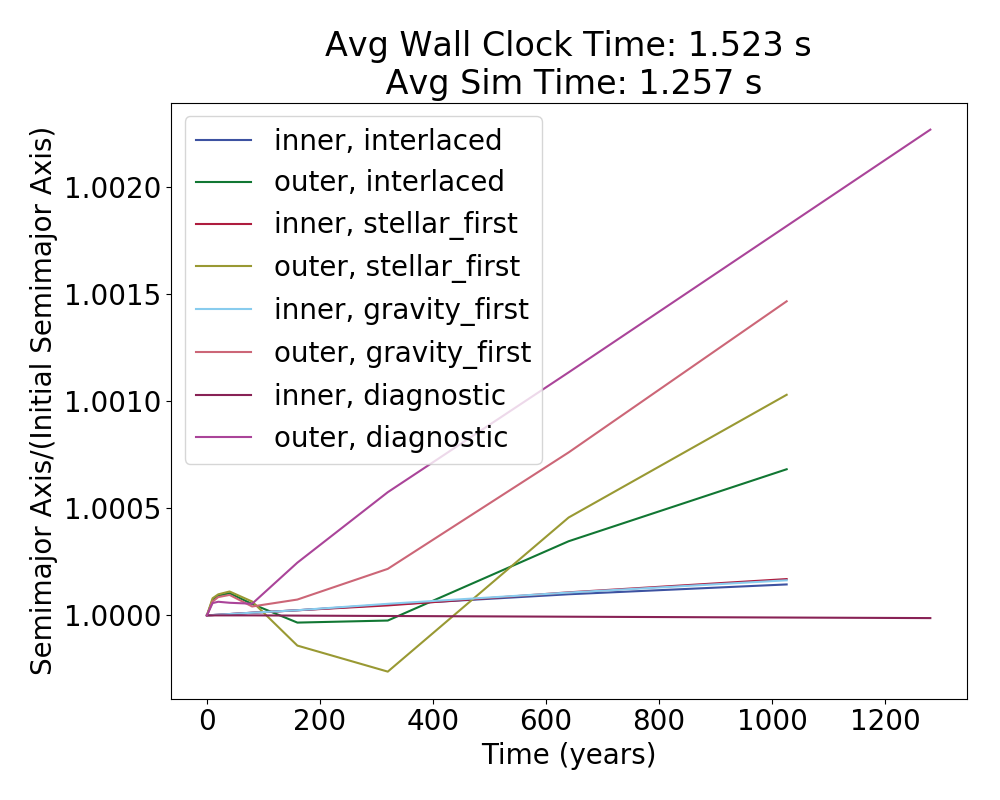 Avg Wall Clock Time: 1.523 s
Avg Sim Time: 1.257 s
Semimajor Axis/(Initial Semimajor Axis)
1.0020
1.0015
1.0010
1.0005
1.0000
inner, interlaced
outer, interlaced
inner, stellar_first
outer, stellar_first
inner, gravity_first
outer, gravity_first
inner, diagnostic
outer, diagnostic
0 200 400 600 800 1000 1200
Time (years)